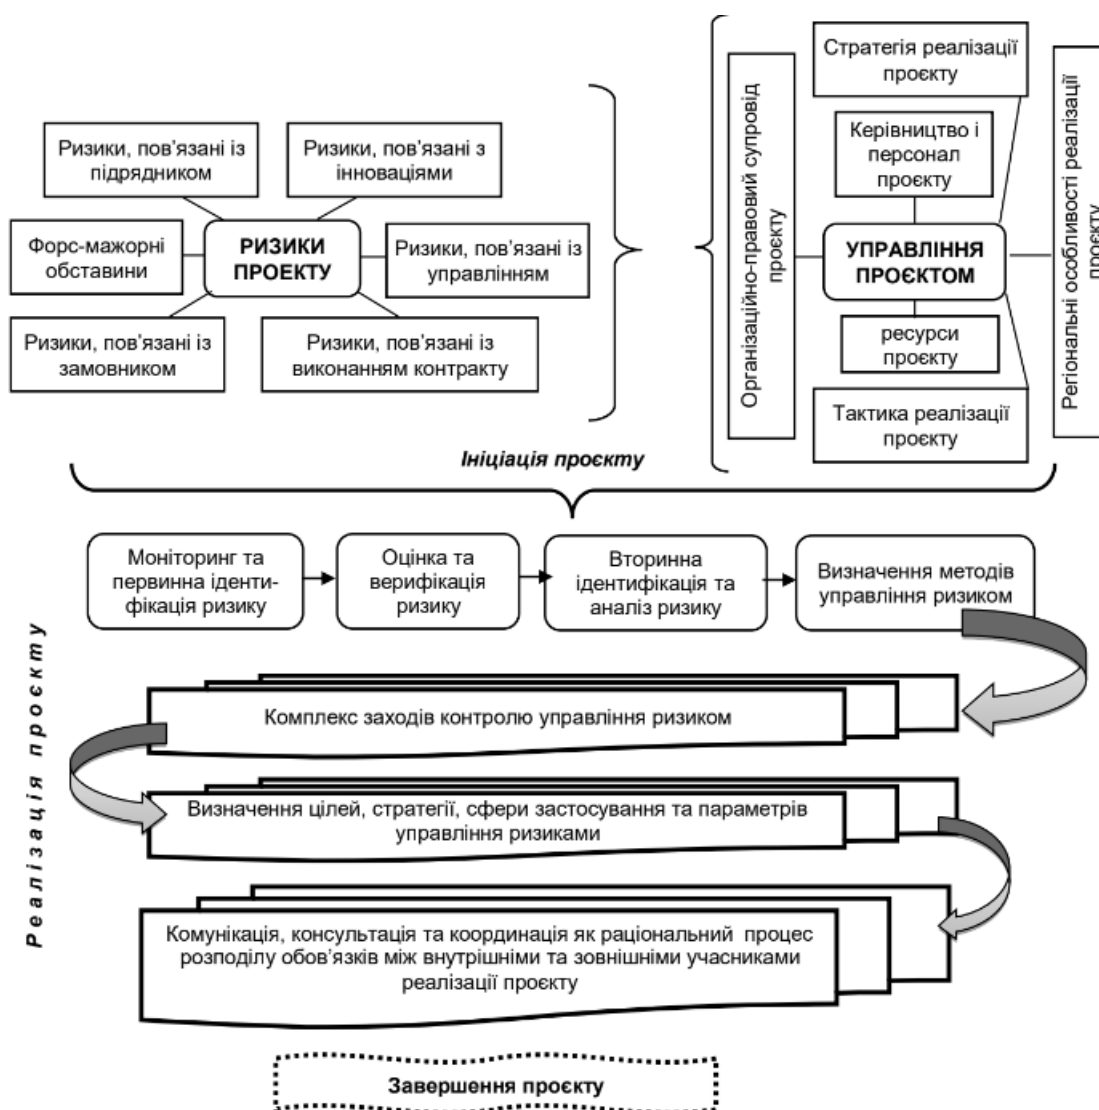 Ризики, пов’язані із
підрядником
Ризики, пов’язані з
інноваціями
Форс-мажорні
обставини
РИЗИКИ
ПРОЕКТУ
Ризики, пов’язані із
управлінням
Ризики, пов’язані із
замовником
Ризики, пов’язані із
виконанням контракту
Організаційно-правовий супровід
проєкту
Стратегія реалізації
проєкту
Керівництво і
персонал
проєкту
УПРАВЛІННЯ
ПРОЄКТОМ
ресурси
проєкту
Тактика реалізації
проєкту
Регіональні особливості реалізації
проєкту
Ініціація проєкту
Моніторинг та
первинна іденти-
фікація ризику
Оцінка та
верифікація
ризику
Вторинна
ідентифікація та
аналіз ризику
Визначення методів
управління ризиком
Реалізація проєкту
Комплекс заходів контролю управління ризиком
Визначення цілей, стратегії, сфери застосування та параметрів
управління ризиками
Комунікація, консультація та координація як раціональний процес
розподілу обов’язків між внутрішніми та зовнішніми учасниками
реалізації проєкту
Завершення проєкту